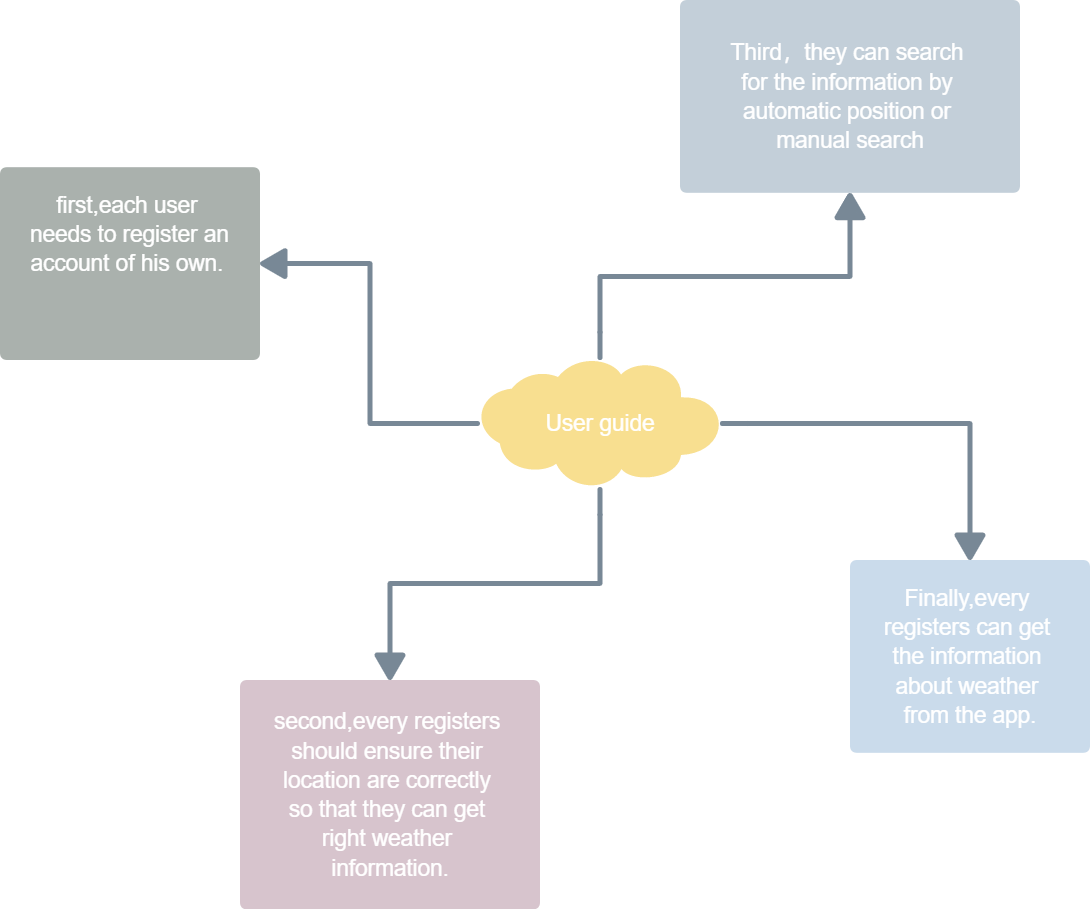 Third，they can search
for the information by
automatic position or
manual search
first,each user
needs to register an
account of his own.
User guide
Finally,every
registers can get
the information
about weather
from the app.
second,every registers
should ensure their
location are correctly
so that they can get
right weather
information.